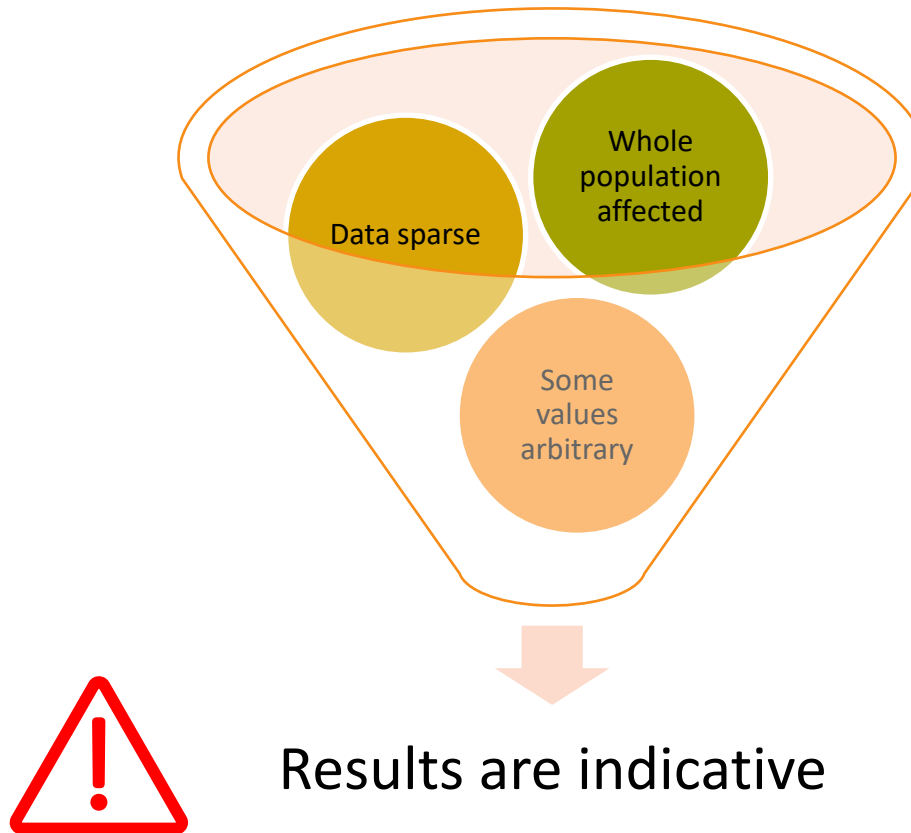 Whole
population
affected
Data sparse
Some
values
arbitrary
Results are indicative